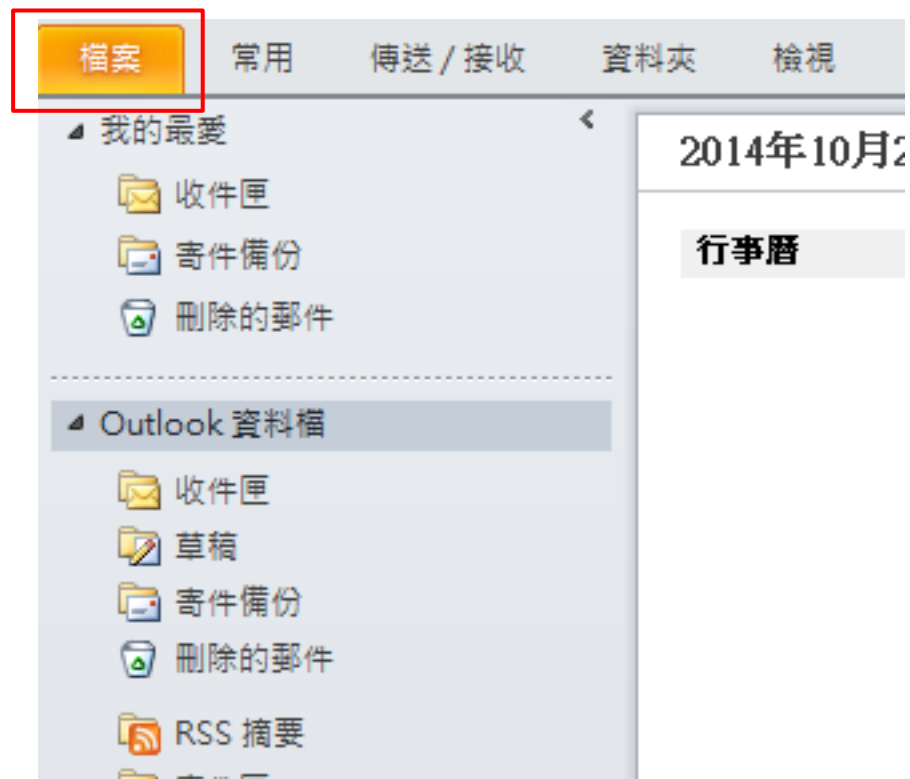 檔案 常用 傳送 / 接收 資料夾 檢視
我的最愛
收件匣
寄件備份
刪除的郵件
Outlook 資料檔
收件匣
草稿
寄件備份
刪除的郵件
RSS 摘要
2014年10月2
行事曆